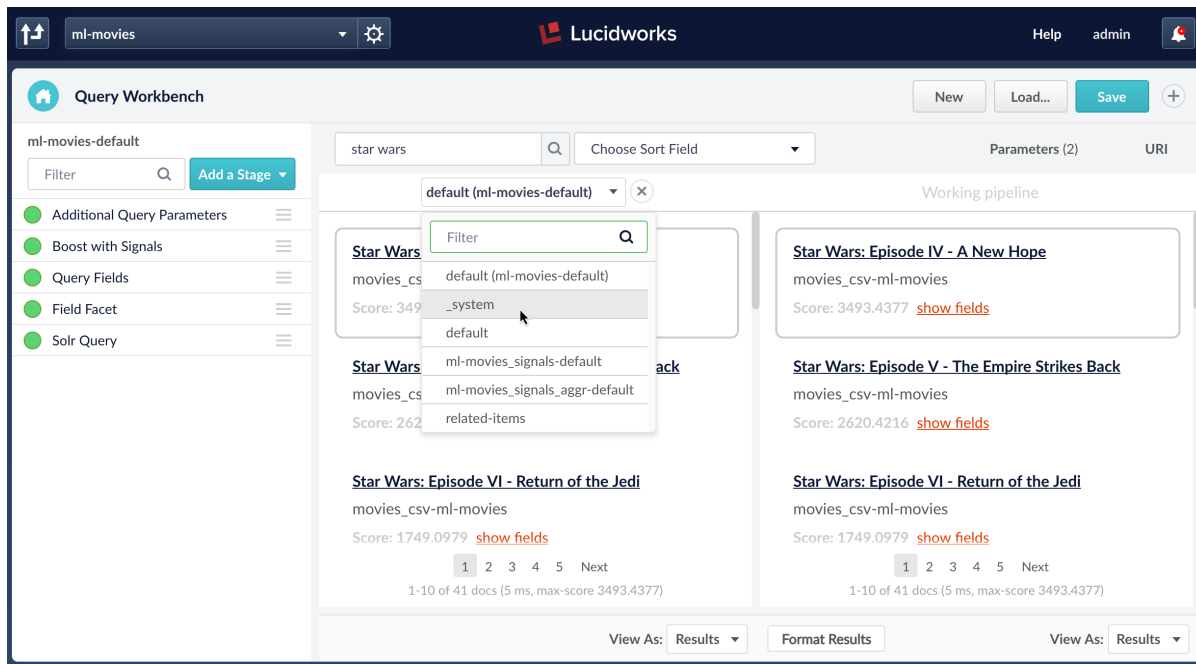 ml-movies
Lucidworks
Help
admin
Query Workbench
New
Load...
Save
ml-movies-default
Filter
Add a Stage
Additional Query Parameters
Boost with Signals
Query Fields
Field Facet
Solr Query
star wars
Choose Sort Field
Parameters (2)
URI
default (ml-movies-default)
Working pipeline
Filter
default (ml-movies-default)
_system
default
ml-movies_signals-default
ml-movies_signals_aggr-default
related-items
Star Wars
movies_cs
Score: 349
Star Wars
ack
movies_cs
Score: 262
Star Wars: Episode VI - Return of the Jedi
movies_csv-ml-movies
Score: 1749.0979 show fields
1 2 3 4 5 Next
1-10 of 41 docs (5 ms, max-score 3493.4377)
Star Wars: Episode IV - A New Hope
movies_csv-ml-movies
Score: 3493.4377 show fields
Star Wars: Episode V - The Empire Strikes Back
movies_csv-ml-movies
Score: 2620.4216 show fields
Star Wars: Episode VI - Return of the Jedi
movies_csv-ml-movies
Score: 1749.0979 show fields
1 2 3 4 5 Next
1-10 of 41 docs (5 ms, max-score 3493.4377)
View As: Results
Format Results
View As: Results